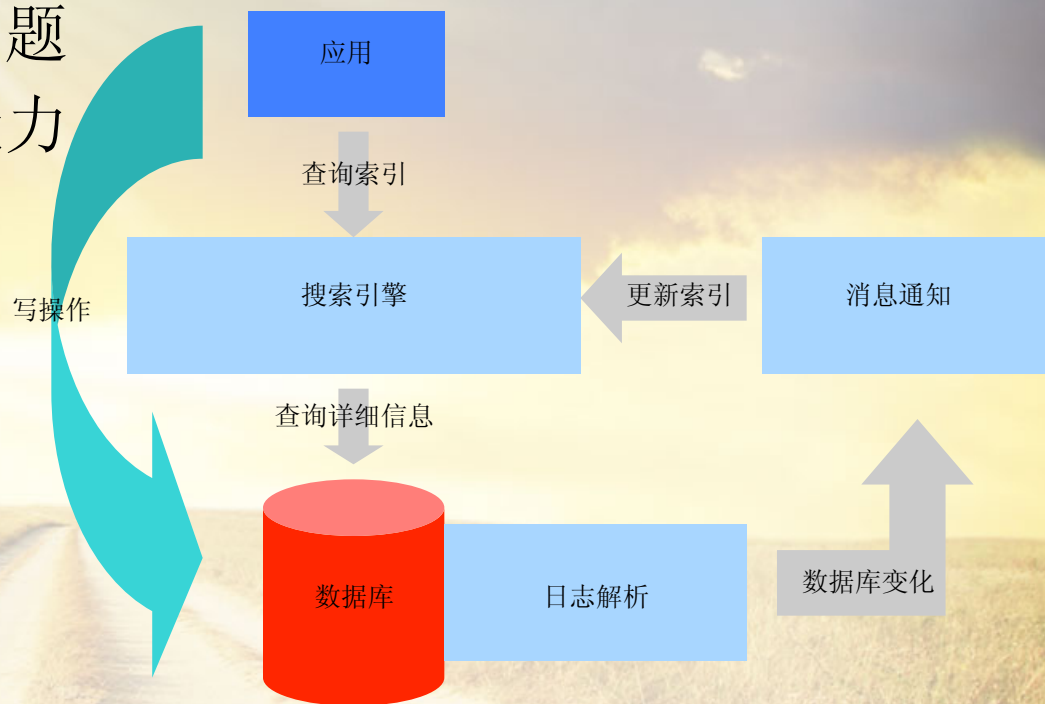 题
力
应用
查询索引
写操作
搜索引擎
更新索引
消息通知
查询详细信息
数据库
日志解析
数据库变化